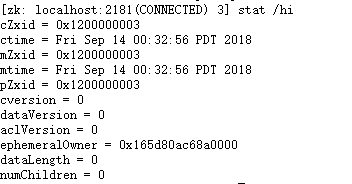 [zk: localhost:2181(CONNECTED) 3] stat /hi
cZxid = 0x1200000003
ctime = Fri Sep 14 00:32:56 PDT 2018
mZxid = 0x1200000003
mtime = Fri Sep 14 00:32:56 PDT 2018
pZxid = 0x1200000003
cversion = 0
dataVersion = 0
aclVersion = 0
ephemeralOwner = 0x165d80ac68a0000
dataLength = 0
numChildren = 0